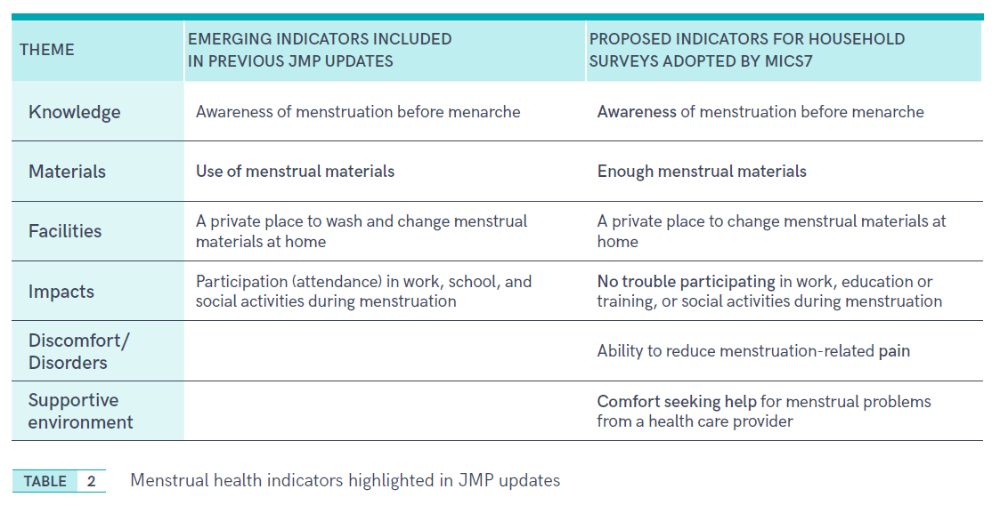 THEME
EMERGING INDICATORS INCLUDED
IN PREVIOUS JMP UPDATES
PROPOSED INDICATORS FOR HOUSEHOLD
SURVEYS ADOPTED BY MICS7
Knowledge
Awareness of menstruation before menarche
Awareness of menstruation before menarche
Materials
Use of menstrual materials
Enough menstrual materials
Facilities
A private place to wash and change menstrual
materials at home
A private place to change menstrual materials at
home
Impacts
Participation (attendance) in work, school, and
social activities during menstruation
No trouble participating in work, education or
training, or social activities during menstruation
Discomfort/
Disorders
Ability to reduce menstruation-related pain
Supportive
environment
Comfort seeking help for menstrual problems
from a health care provider
TABLE 2 Menstrual health indicators highlighted in JMP updates